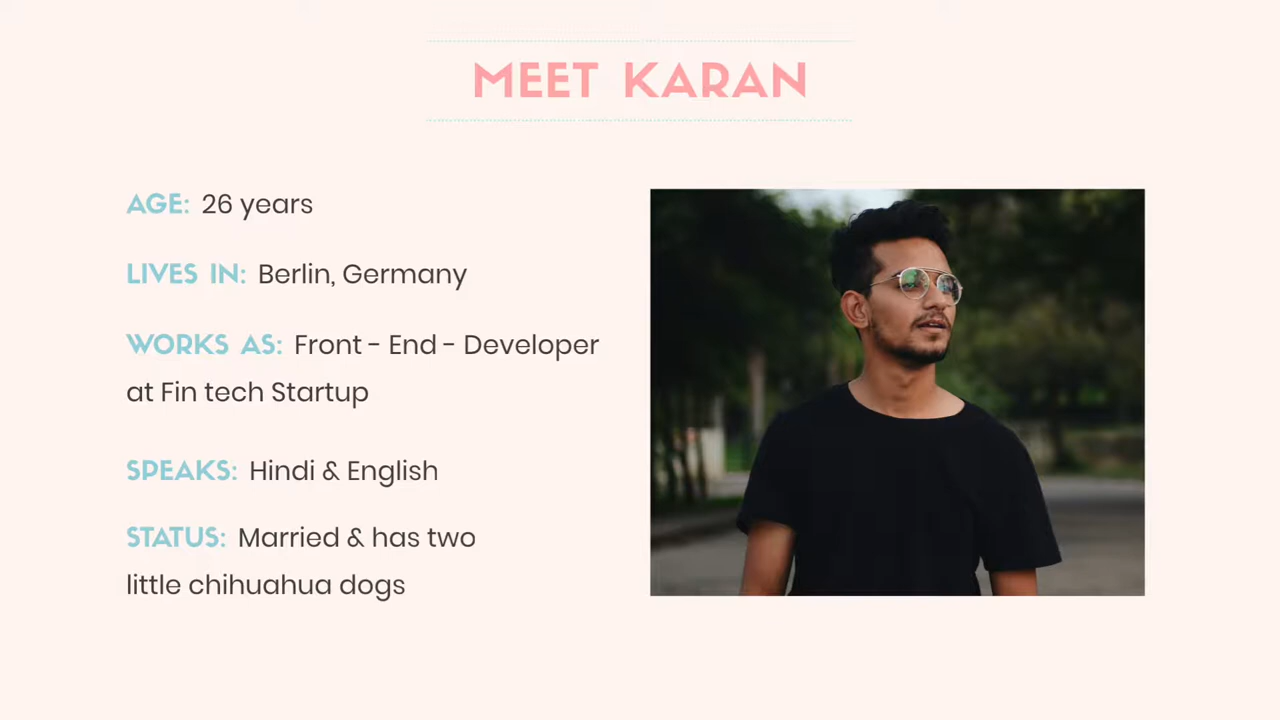 MEET KARAN
AGE: 26 years
LIVES IN: Berlin, Germany
WORKS AS: Front - End - Developer
at Fin tech Startup
SPEAKS: Hindi & English
STATUS: Married & has two
little chihuahua dogs